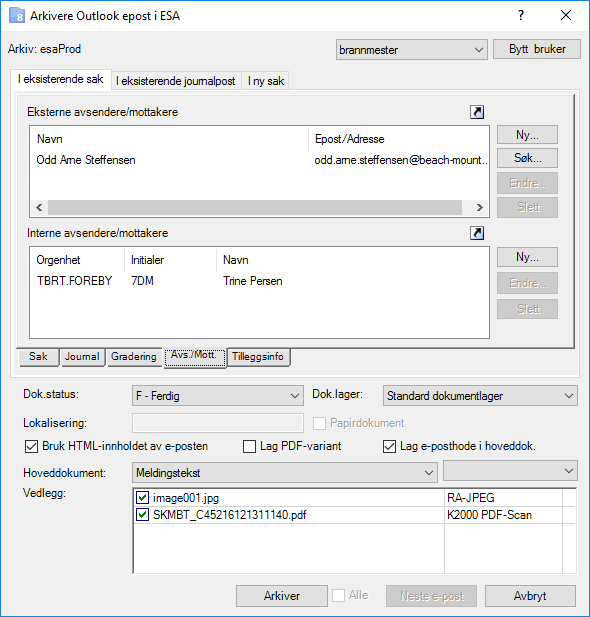 Arkivere Outlook epost i ESA
Arkiv: esaProd
brannmester
Bytt bruker
I eksisterende sak
I eksisterende journalpost
I ny sak
Eksterne avsendere/mottakere
Navn Epost/Adresse
Odd Arne Steffensen odd.arne.steffensen@beach-mount...
Ny...
Søk...
Endre...
Slett
Interne avsendere/mottakere
Orgenhet Initialer Navn
TBRT.FOREBY 7DM Trine Persen
Ny...
Endre...
Slett
Sak Journal Gradering Avs./Mott. Tilleggsinfo
Dok.status: F - Ferdig Dok.lager: Standard dokumentlager
Lokalisering: Papirdokument
Bruk HTML-innholdet av e-posten Lag PDF-variant Lag e-posthode i hoveddok.
Hoveddokument: Meldingstekst
Vedlegg:
image001.jpg RA-JPEG
SKMBT_C45216121311140.pdf K2000 PDF-Scan
Arkiver Alle Neste e-post Avbryt